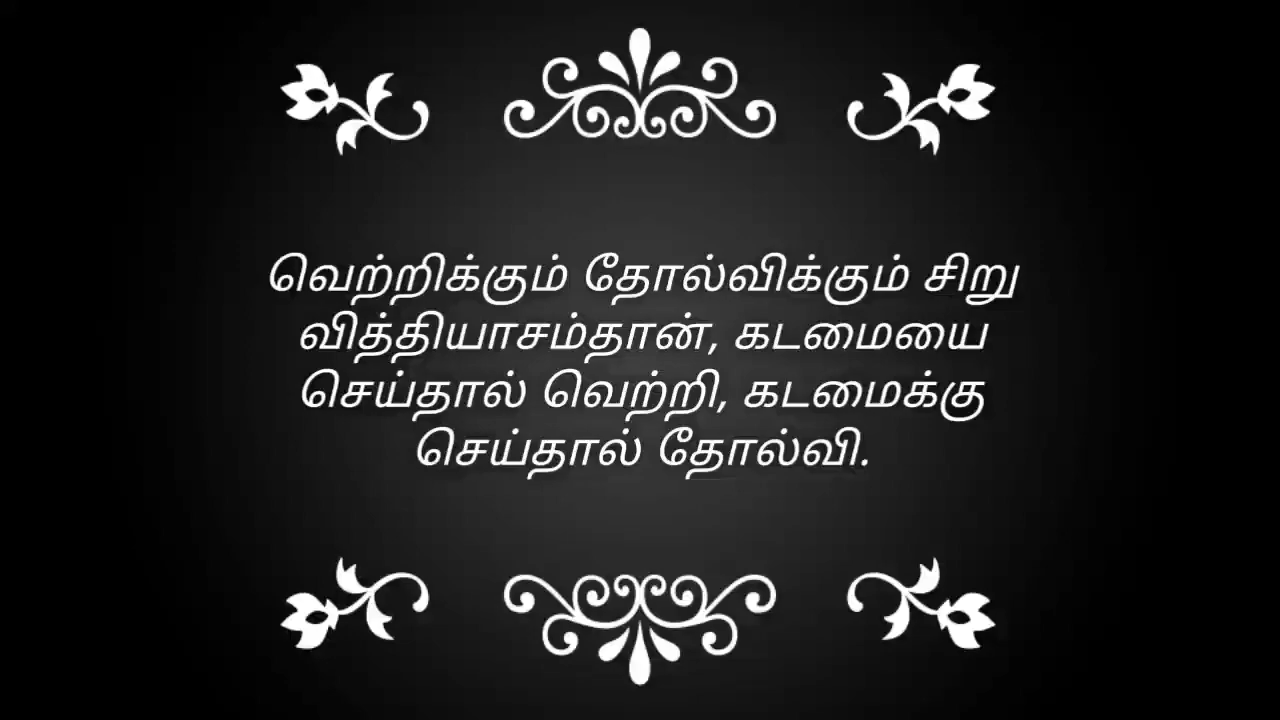 வெற்றிக்கும் தோல்விக்கும் சிறு
வித்தியாசம்தான், கடமையை
செய்தால் வெற்றி, கடமைக்கு
செய்தால் தோல்வி.